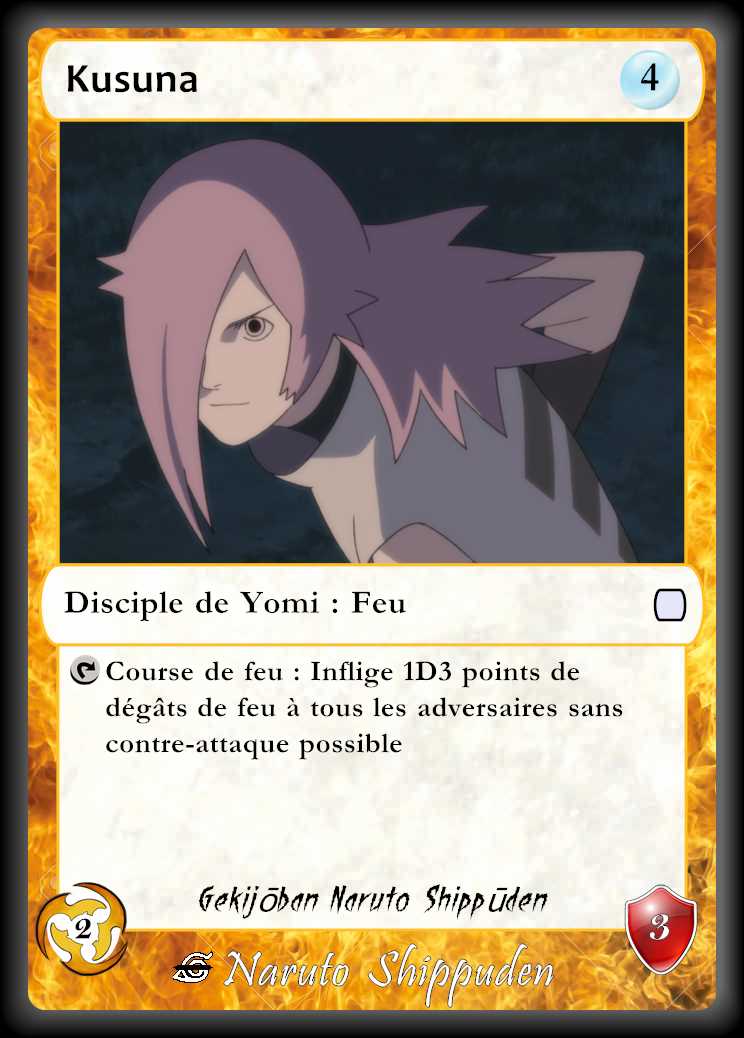 Kusuna
4
Disciple de Yomi : Feu
Course de feu : Inflige 1D3 points de
dégâts de feu à tous les adversaires sans
contre-attaque possible
Gekijōban Naruto Shippūden
2
3
Naruto Shippuden